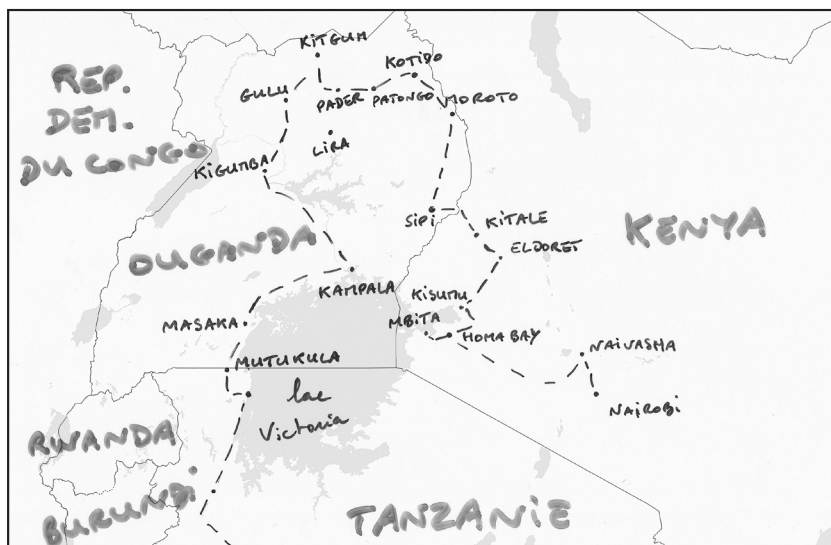 KITGUM
KOTIDO
REP.
DEM.
DU CONGO
GULU
PADER
PATONGO
MOROTO
LIRA
KIGUMBA
SIPI
KITALE
KENYA
OUGANDA
ELDORET
KAMPALA
KISUMU
MASAKA
MBITA
HOMA BAY
NAIVASHA
MUTUKULA
lac
Victoria
NAIROBI
RWANDA
BURUNDI
TANZANIE